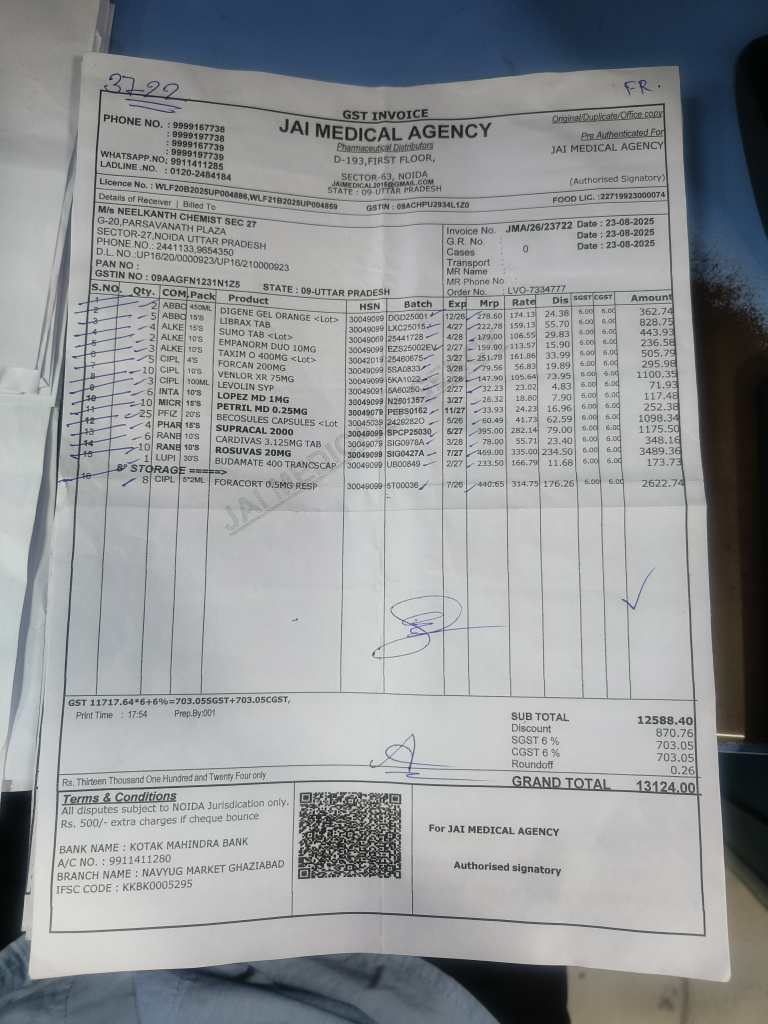 3722
FR.
GST INVOICE
Original/Duplicate/Office copy
PHONE NO. : 9999167738
: 9999197738
: 9999167739
: 9999197739
WHATSAPP.NO: 9911411285
LADLINE .NO. : 0120-2484184
JAI MEDICAL AGENCY
Pharmaceutical Distributors
D-193,FIRST FLOOR,
SECTOR-63, NOIDA
JAIMEDICAL2015@GMAIL.COM
STATE : 09-UTTAR PRADESH
Pre Authenticated For
JAI MEDICAL AGENCY
(Authorised Signatory)
Licence No. : WLF20B2025UP004886,WLF21B2025UP004859
GSTIN : 09ACHPU2934L1Z0
FOOD LIC. :22719923000074
Details of Receiver | Billed To
M/s NEELKANTH CHEMIST SEC 27
G-20,PARSAVANATH PLAZA
SECTOR-27,NOIDA UTTAR PRADESH
PHONE.NO.: 2441133,9654350
D.L. NO.:UP16/20/0000923/UP16/210000923
PAN NO :
GSTIN NO : 09AAGFN1231N1Z5 STATE : 09-UTTAR PRADESH
Invoice No. JMA/26/23722 Date : 23-08-2025
G.R. No. : Date : 23-08-2025
Cases : 0 Date : 23-08-2025
Transport :
MR Name :
MR Phone No
Order No. : LVO-7334777
S.NO. Qty. COM. Pack Product HSN Batch Exp Mrp Rate Dis SGST CGST Amount
1 2 ABBO 450ML DIGENE GEL ORANGE <Lot> 30049099 DGD25001 12/26 278.60 174.13 24.38 6.00 6.00 362.74
2 5 ABBO 15'S LIBRAX TAB 30049099 LXC25015 4/27 222.78 159.13 55.70 6.00 6.00 828.75
3 4 ALKE 15'S SUMO TAB <Lot> 25441728 4/28 179.00 106.55 29.83 6.00 6.00 443.93
4 2 ALKE 10'S EMPANORM DUO 10MG 30049099 EZS25002EV 2/27 159.00 113.57 15.90 6.00 6.00 236.58
5 3 ALKE 10'S TAXIM O 400MG <Lot> 30042019 25460675 3/27 251.78 161.86 33.99 6.00 6.00 505.79
6 5 CIPL 4'S FORCAN 200MG 30049099 5SA0833 3/28 79.56 56.83 19.89 6.00 6.00 295.98
7 10 CIPL 10'S VENLOR XR 75MG 30049099 5KA1022 2/28 147.90 105.64 73.95 6.00 6.00 1100.35
8 3 CIPL 100ML LEVOLIN SYP 30049099 5A60250 2/27 32.23 23.02 4.83 6.00 6.00 71.93
9 6 INTA 10'S LOPEZ MD 1MG 30049099 N2501357 3/27 26.32 18.80 7.90 6.00 6.00 117.48
10 10 MICR 15'S PETRIL MD 0.25MG 30049079 PEBS0162 11/27 33.93 24.23 16.96 6.00 6.00 252.38
11 25 PFIZ 20'S BECOSULES CAPSULES <Lot 30045039 2429282O 5/26 60.49 41.73 62.59 6.00 6.00 1098.34
12 4 PHAR 15'S SUPRACAL 2000 30049099 SPCP25030 5/27 395.00 282.14 79.00 6.00 6.00 1175.50
13 6 RANB 10'S CARDIVAS 3.125MG TAB 30049079 SIG0978A 3/28 78.00 55.71 23.40 6.00 6.00 348.16
14 10 RANB 10'S ROSUVAS 20MG 30049099 SIG0427A 7/27 469.00 335.00 234.50 6.00 6.00 3489.36
15 1 LUPI 30'S BUDAMATE 400 TRANSCAP 30049099 UB00849 2/27 233.50 166.79 11.68 6.00 6.00 173.73
8° STORAGE =====>
16 8 CIPL 5*2ML FORACORT 0.5MG RESP 30049099 5T00036 7/26 440.65 314.75 176.26 6.00 6.00 2622.74
GST 11717.64*6+6%=703.05SGST+703.05CGST,
Print Time : 17:54 Prep.By:001
SUB TOTAL 12588.40
Discount 870.76
SGST 6 % 703.05
CGST 6 % 703.05
Roundoff 0.26
GRAND TOTAL 13124.00
Rs. Thirteen Thousand One Hundred and Twenty Four only
Terms & Conditions
All disputes subject to NOIDA Jurisdication only.
Rs. 500/- extra charges if cheque bounce
BANK NAME : KOTAK MAHINDRA BANK
A/C NO. : 9911411280
BRANCH NAME : NAVYUG MARKET GHAZIABAD
IFSC CODE : KKBK0005295
For JAI MEDICAL AGENCY
Authorised signatory